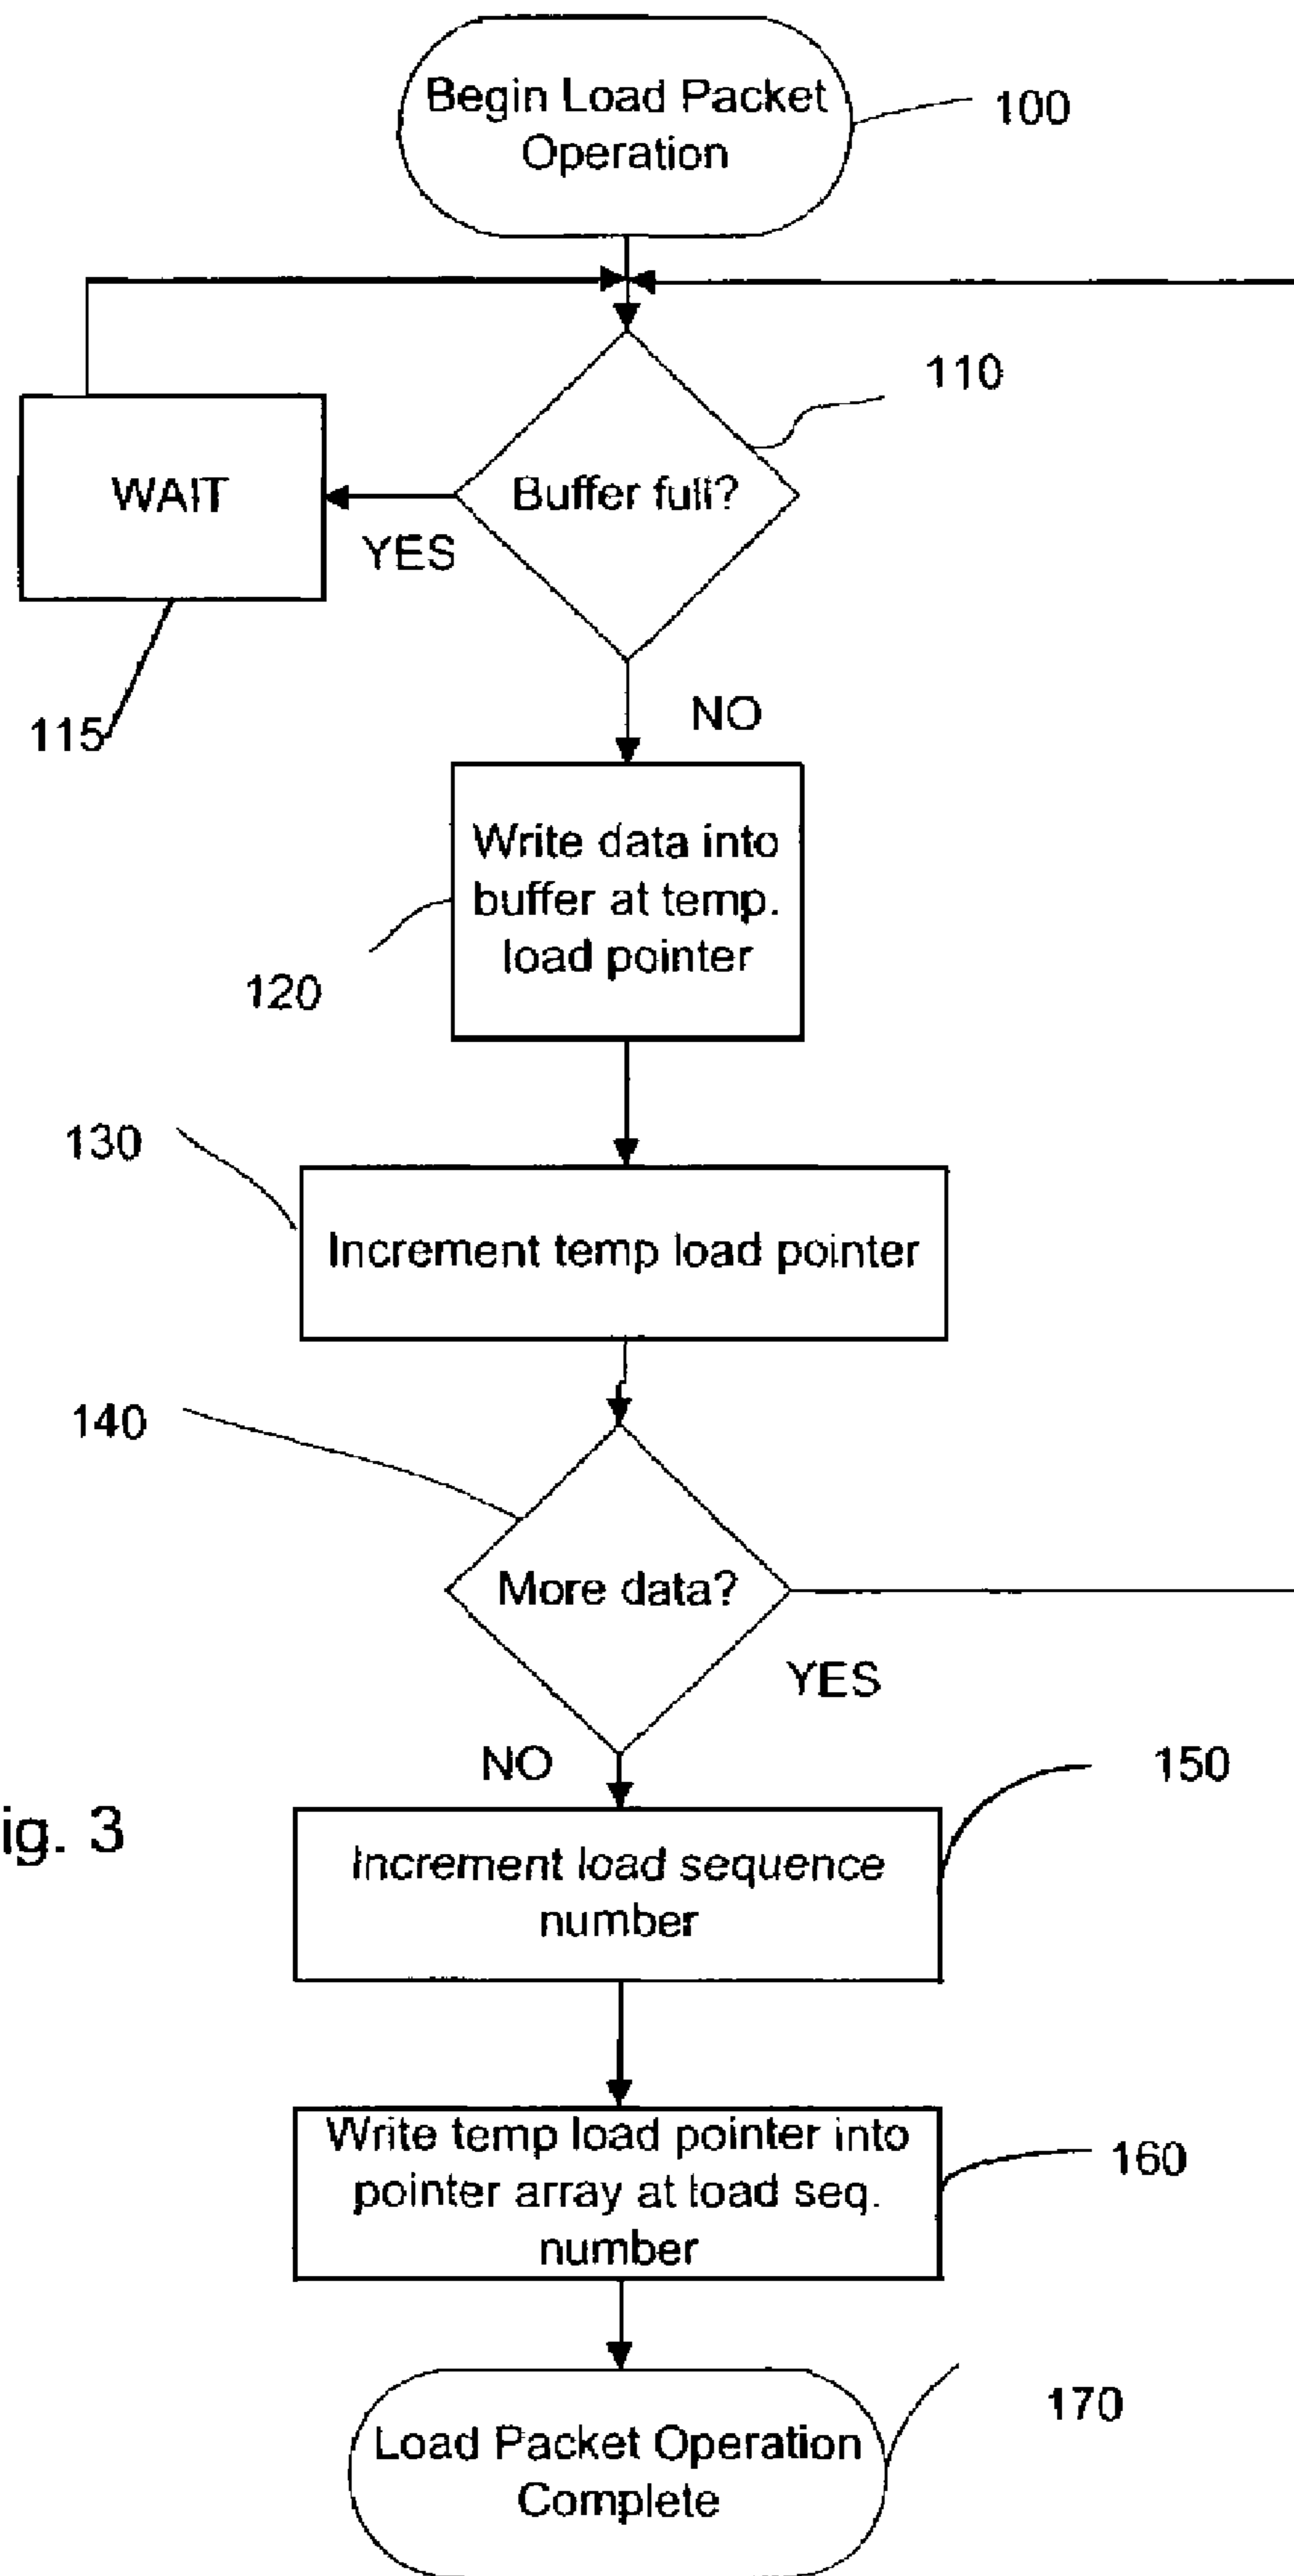 Begin Load Packet
Operation
100
110
WAIT
Buffer full?
YES
115
NO
Write data into
buffer at temp.
load pointer
120
130
Increment temp load pointer
140
More data?
YES
NO
150
ig. 3
Increment load sequence
number
Write temp load pointer into
pointer array at load seq.
number
160
170
Load Packet Operation
Complete